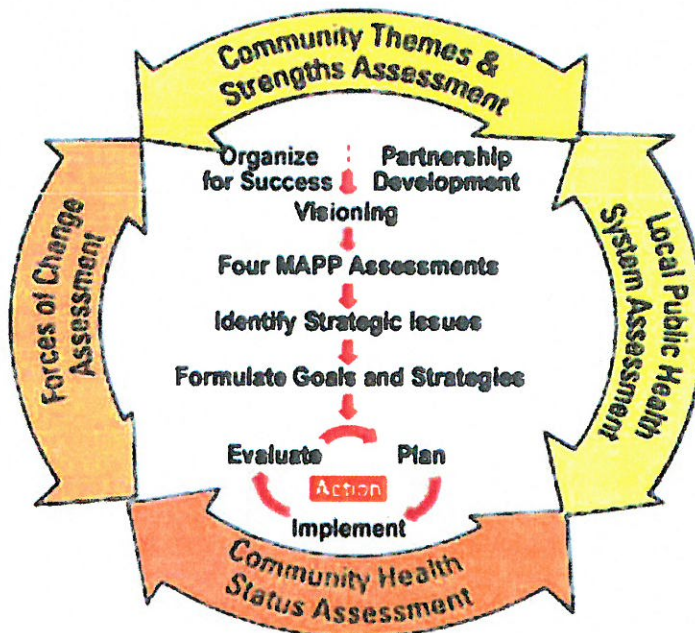 Community Themes &
Strengths Assessment
Organize
for Success
Partnership
Development
Visioning
Four MAPP Assessments
Identify Strategic Issues
Formulate Goals and Strategies
Evaluate
Plan
Action
Implement
Forces of Change
Assessment
Local Public Health
System Assessment
Community Health
Status Assessment